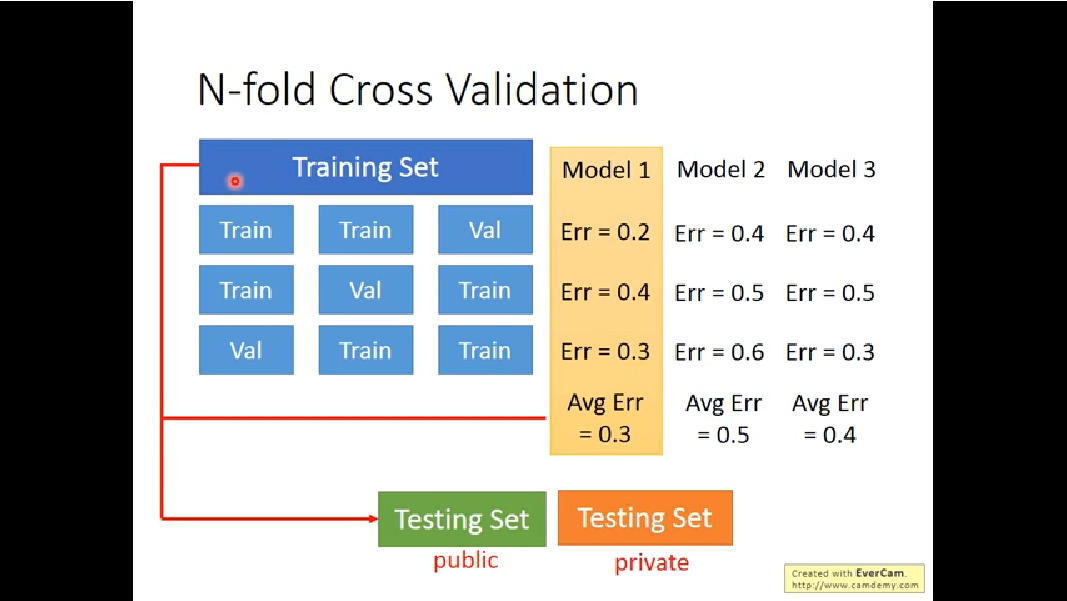 N-fold Cross Validation
Training Set
Model 1 Model 2 Model 3
Train Train Val
Err = 0.2 Err = 0.4 Err = 0.4
Train Val Train
Err = 0.4 Err = 0.5 Err = 0.5
Val Train Train
Err = 0.3 Err = 0.6 Err = 0.3
Avg Err Avg Err Avg Err
= 0.3 = 0.5 = 0.4
Testing Set Testing Set
public private
Created with EverCam.
http://www.camdemy.com